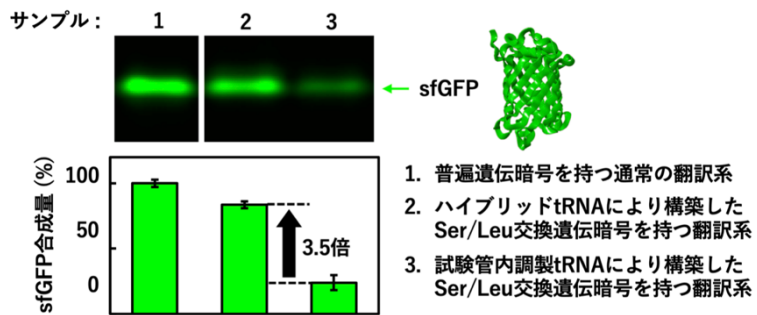 サンプル： 1 2 3
sfGFP
sfGFP合成量 (%)
100
50
0
3.5倍
1. 普遍遺伝暗号を持つ通常の翻訳系
2. ハイブリッドtRNAにより構築した
Ser/Leu交換遺伝暗号を持つ翻訳系
3. 試験管内調製tRNAにより構築した
Ser/Leu交換遺伝暗号を持つ翻訳系